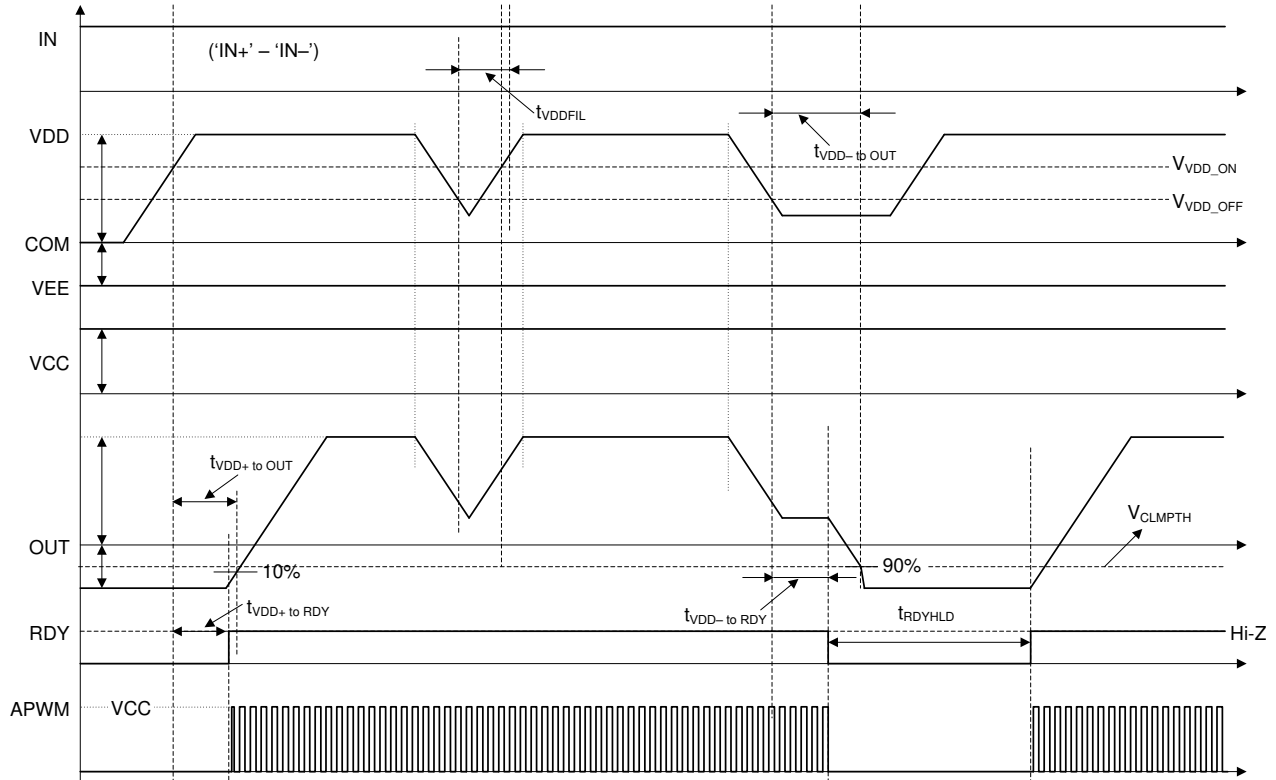 IN
(‘IN+’ – ‘IN–’)
tVDDFIL
VDD
tVDD– to OUT
VVDD_ON
VVDD_OFF
COM
VEE
VCC
tVDD+ to OUT
VCLMPTH
OUT
10%
90%
tVDD+ to RDY
tVDD– to RDY
tRDYHLD
RDY
Hi-Z
APWM
VCC